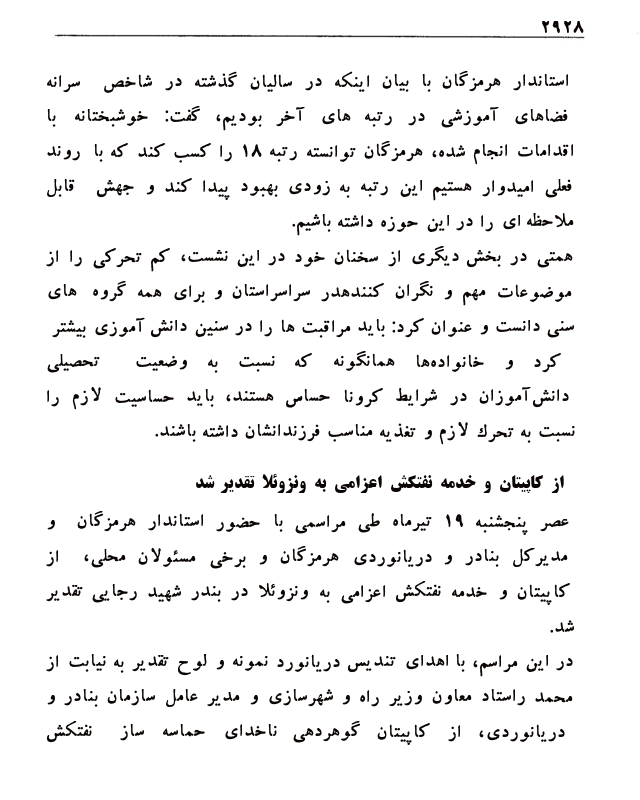 ۲۹۲۸
استاندار هرمزگان با بیان اینکه در سالیان گذشته در شاخص سرانه
فضاهای آموزشی در رتبه های آخر بودیم، گفت: خوشبختانه با
اقدامات انجام شده، هرمزگان توانسته رتبه ۱۸ را کسب کند که با روند
فعلی امیدوار هستیم این رتبه به زودی بهبود پیدا کند و جهش قابل
ملاحظه ای را در این حوزه داشته باشیم.
همتی در بخش دیگری از سخنان خود در این نشست، کم تحرکی را از
موضوعات مهم و نگران کنندهدر سراسراستان و برای همه گروه های
سنی دانست و عنوان کرد: باید مراقبت ها را در سنین دانش آموزی بیشتر
کرد و خانواده‌ها همانگونه که نسبت به وضعیت تحصیلی
دانش‌آموزان در شرایط کرونا حساس هستند، باید حساسیت لازم را
نسبت به تحرك لازم و تغذیه مناسب فرزندانشان داشته باشند.
از کاپیتان و خدمه نفتکش اعزامی به ونزوئلا تقدیر شد
عصر پنجشنبه ۱۹ تیرماه طی مراسمی با حضور استاندار هرمزگان و
مدیرکل بنادر و دریانوردی هرمزگان و برخی مسئولان محلی، از
کاپیتان و خدمه نفتکش اعزامی به ونزوئلا در بندر شهید رجایی تقدیر
شد.
در این مراسم، با اهدای تندیس دریانورد نمونه و لوح تقدیر به نیابت از
محمد راستاد معاون وزیر راه و شهرسازی و مدیر عامل سازمان بنادر و
دریانوردی، از کاپیتان گوهردهی ناخدای حماسه ساز نفتکش